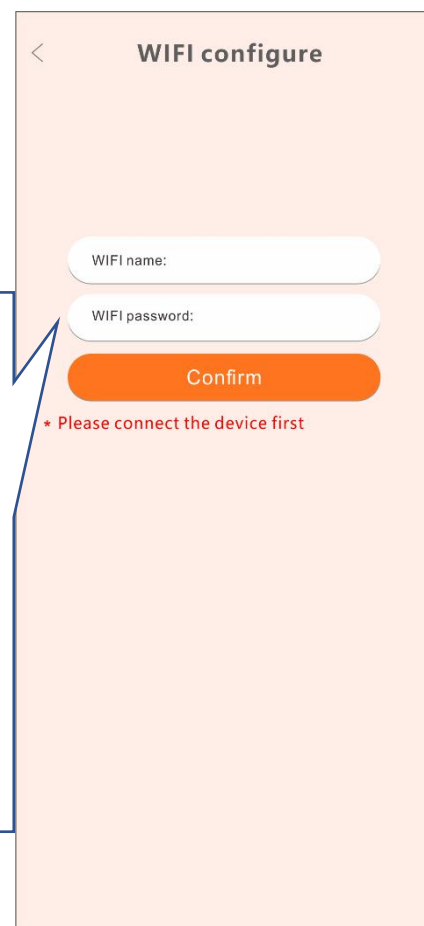 WIFI configure
WIFI name:
WIFI password:
Confirm
* Please connect the device first